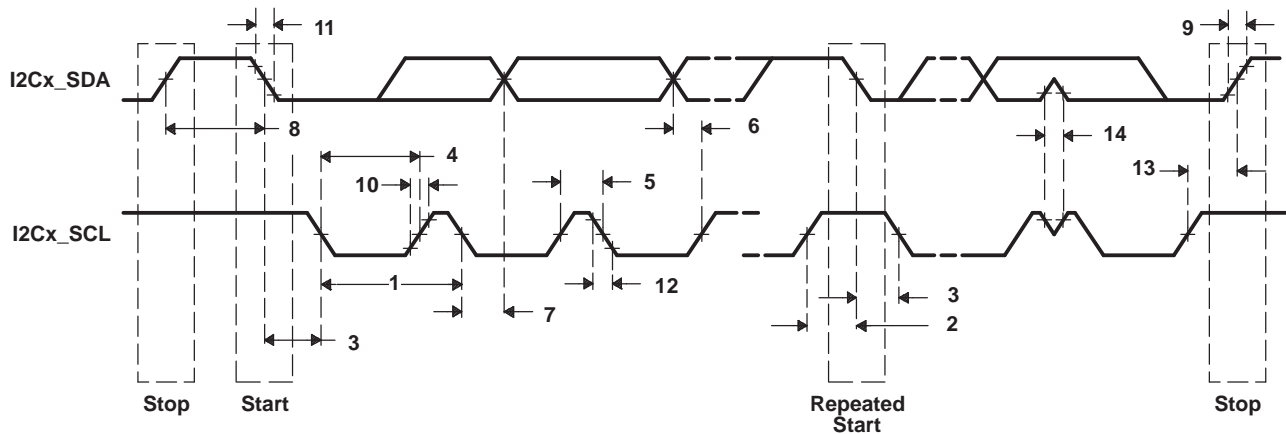 11
9
I2Cx_SDA
8
6
14
4
10
5
13
I2Cx_SCL
1
12
7
3
2
3
Stop
Start
Repeated
Start
Stop